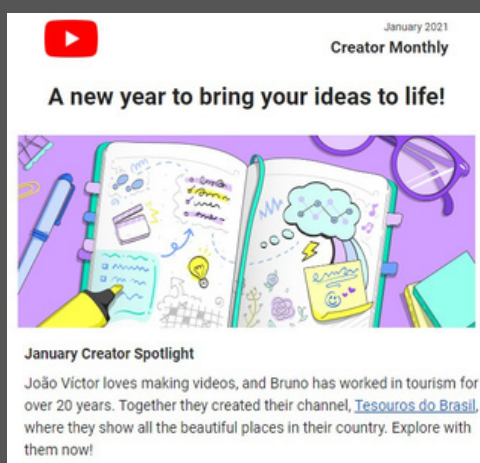 January 2021
Creator Monthly
A new year to bring your ideas to life!
January Creator Spotlight
João Víctor loves making videos, and Bruno has worked in tourism for
over 20 years. Together they created their channel, Tesouros do Brasil,
where they show all the beautiful places in their country. Explore with
them now!